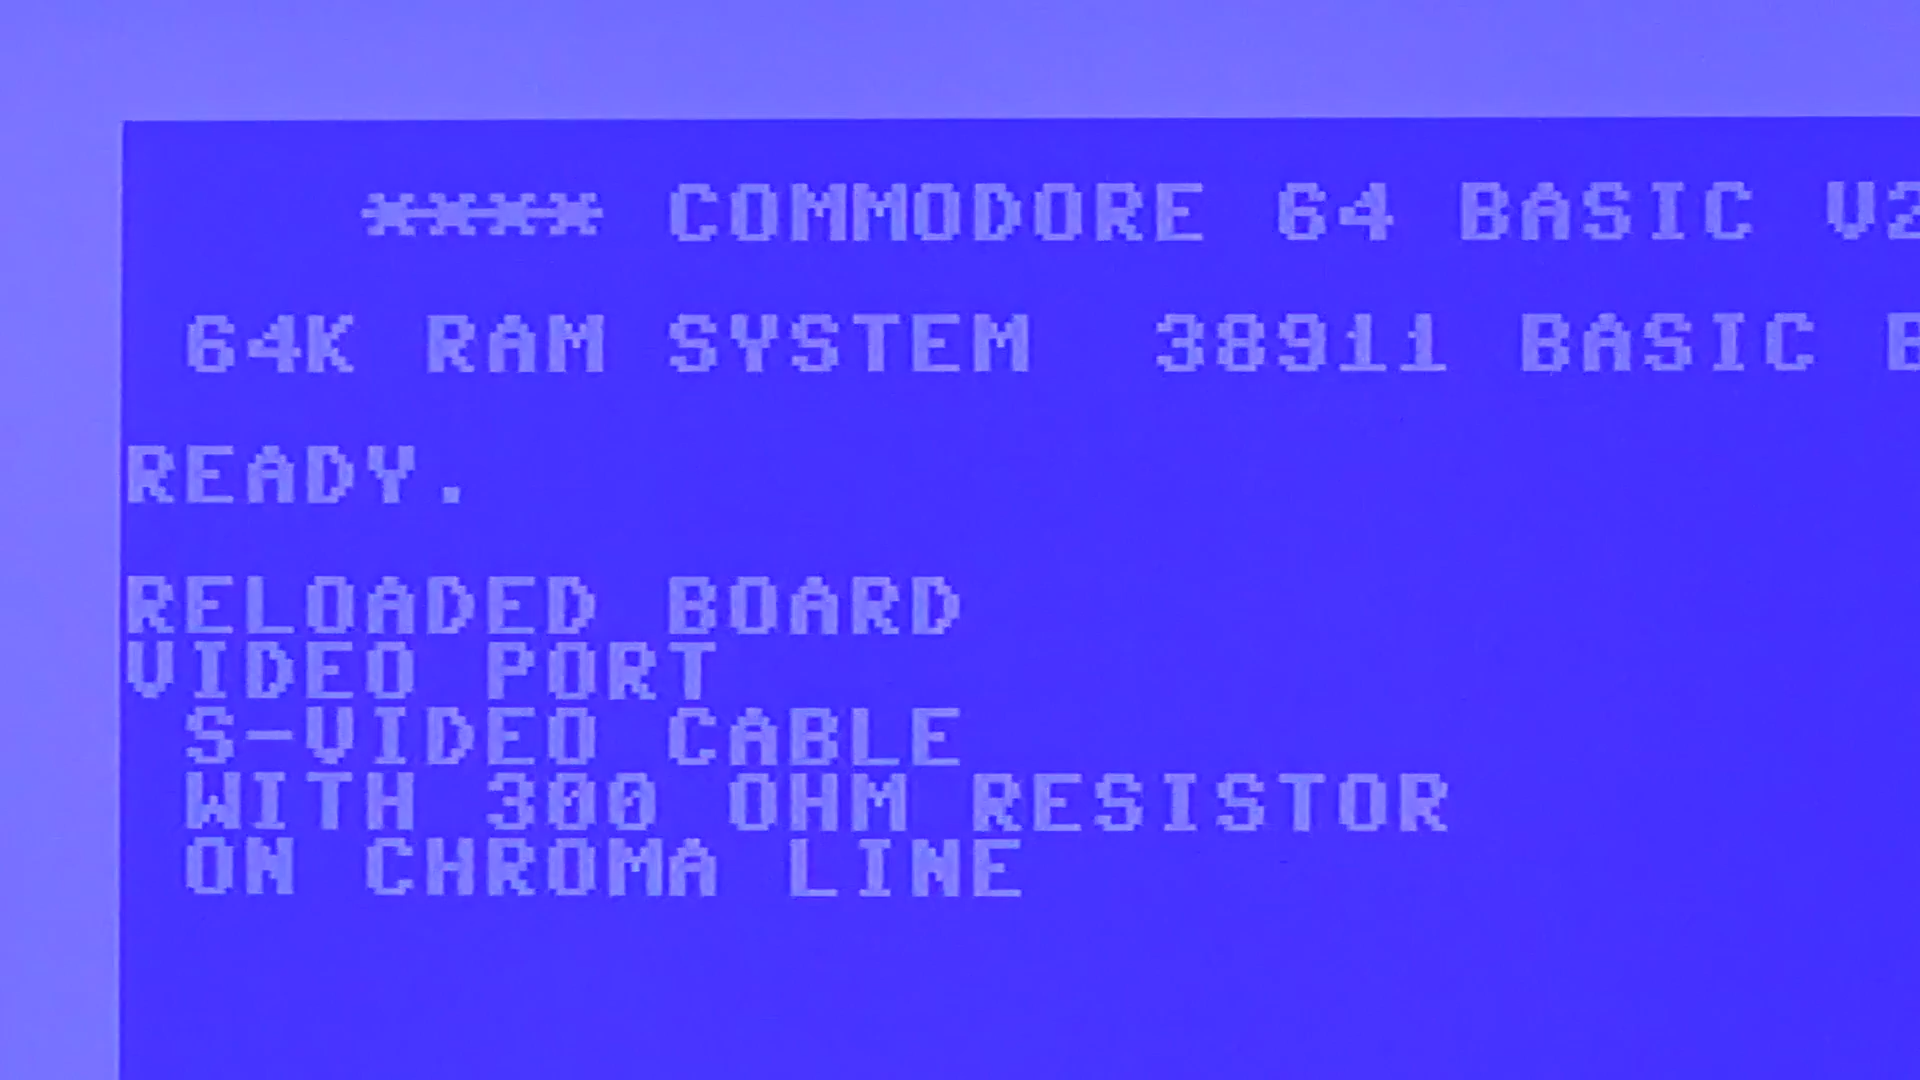 **** COMMODORE 64 BASIC V2
64K RAM SYSTEM  38911 BASIC B
READY.
RELOADED BOARD
VIDEO PORT
S-VIDEO CABLE
WITH 300 OHM RESISTOR
ON CHROMA LINE